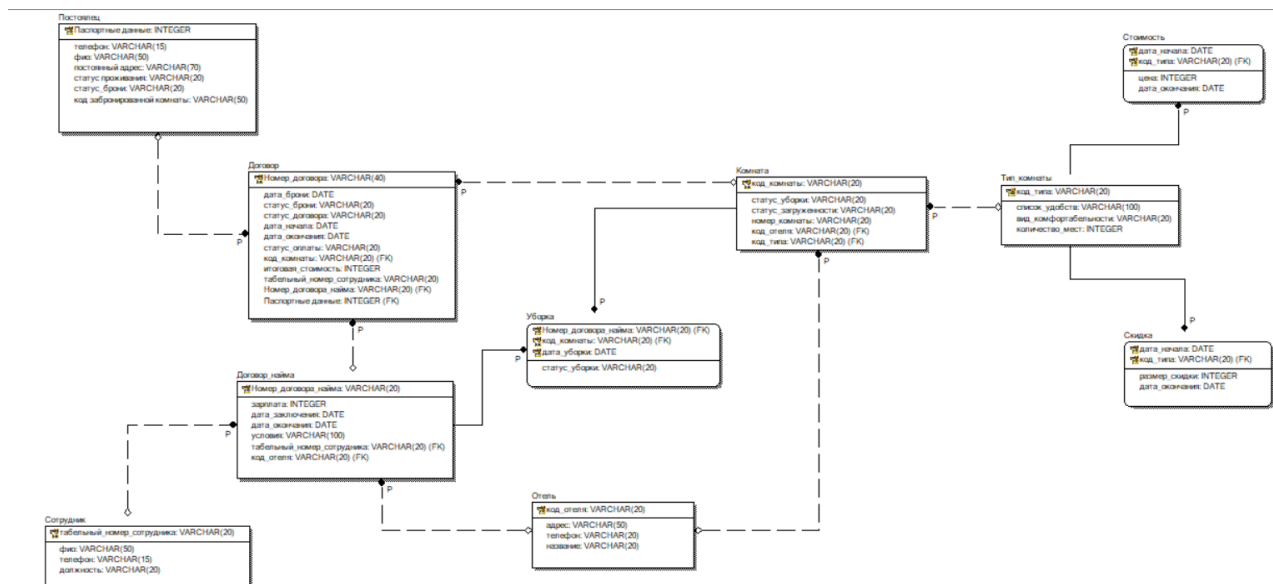 Постоялец
Паспортные данные: INTEGER
телефон: VARCHAR(15)
фио: VARCHAR(50)
постоянный адрес: VARCHAR(70)
статус проживания: VARCHAR(20)
статус_брони: VARCHAR(20)
код забронированной комнаты: VARCHAR(50)
P
Договор
Номер_договора: VARCHAR(40)
дата_брони: DATE
статус_брони: VARCHAR(20)
статус_договора: VARCHAR(20)
дата_начала: DATE
дата_окончания: DATE
статус_оплаты: VARCHAR(20)
код_комнаты: VARCHAR(20) (FK)
итоговая_стоимость: INTEGER
табельный_номер_сотрудника: VARCHAR(20)
Номер_договора_найма: VARCHAR(20) (FK)
Паспортные данные: INTEGER (FK)
P
P
Договор_найма
Номер_договора_найма: VARCHAR(20)
зарплата: INTEGER
дата_заключения: DATE
дата_окончания: DATE
условия: VARCHAR(100)
табельный_номер_сотрудника: VARCHAR(20) (FK)
код_отеля: VARCHAR(20) (FK)
P
P
Сотрудник
табельный_номер_сотрудника: VARCHAR(20)
фио: VARCHAR(50)
телефон: VARCHAR(15)
должность: VARCHAR(20)
P
Уборка
Номер_договора_найма: VARCHAR(20) (FK)
код_комнаты: VARCHAR(20) (FK)
дата_уборки: DATE
статус_уборки: VARCHAR(20)
P
Отель
код_отеля: VARCHAR(20)
адрес: VARCHAR(50)
телефон: VARCHAR(20)
название: VARCHAR(20)
Комната
код_комнаты: VARCHAR(20)
статус_уборки: VARCHAR(20)
статус_загруженности: VARCHAR(20)
номер_комнаты: VARCHAR(20)
код_отеля: VARCHAR(20) (FK)
код_типа: VARCHAR(20) (FK)
P
P
Тип_комнаты
код_типа: VARCHAR(20)
список_удобств: VARCHAR(100)
вид_комфортабельности: VARCHAR(20)
количество_мест: INTEGER
Стоимость
дата_начала: DATE
код_типа: VARCHAR(20) (FK)
цена: INTEGER
дата_окончания: DATE
P
P
Скидка
дата_начала: DATE
код_типа: VARCHAR(20) (FK)
размер_скидки: INTEGER
дата_окончания: DATE